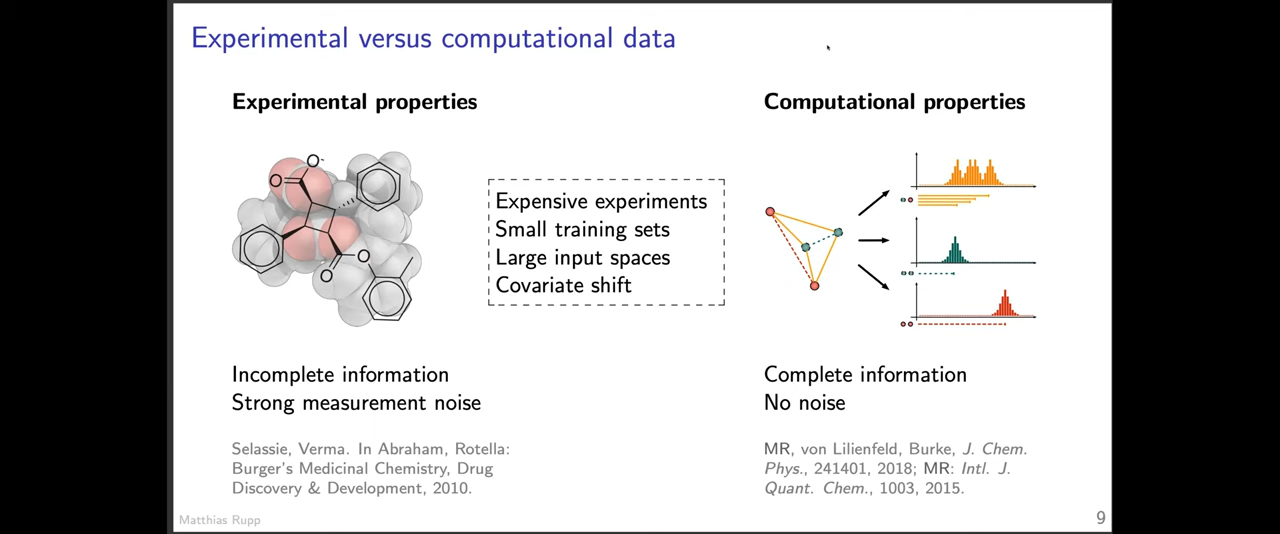 Experimental versus computational data
Experimental properties
O
O-
O
O
Incomplete information
Strong measurement noise
Selassie, Verma. In Abraham, Rotella:
Burger's Medicinal Chemistry, Drug
Discovery & Development, 2010.
Expensive experiments
Small training sets
Large input spaces
Covariate shift
Computational properties
Complete information
No noise
MR, von Lilienfeld, Burke, J. Chem.
Phys., 241401, 2018; MR: Intl. J.
Quant. Chem., 1003, 2015.
Matthias Rupp
9